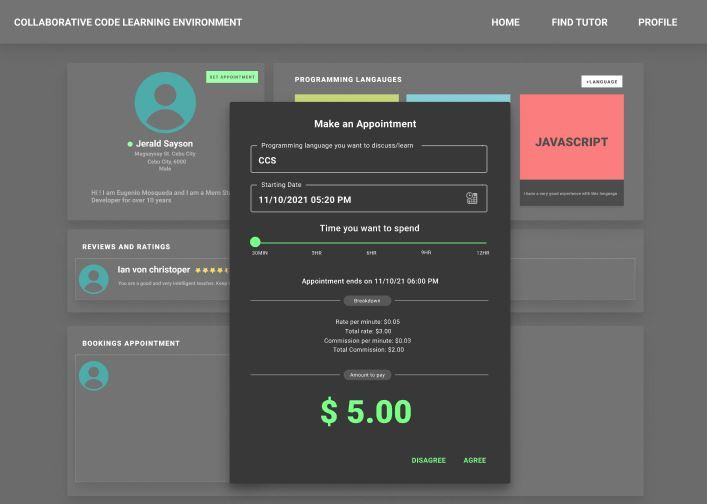 COLLABORATIVE CODE LEARNING ENVIRONMENT
HOME
FIND TUTOR
PROFILE
SET APPOINTMENT
Jerald Sayson
Magsaysay St. Cebu City
Cebu City, 6000
Male
Hi ! I am Eugenio Mosqueda and I am a Mern Sta
Developer for over 10 years
PROGRAMMING LANGAUGES
+LANGUAGE
JAVASCRIPT
I have a very good experience with this language
REVIEWS AND RATINGS
Ian von christoper
You are a good and very intelligent teacher. Keep
BOOKINGS APPOINTMENT
Make an Appointment
Programming language you want to discuss/learn
CCS
Starting Date
11/10/2021 05:20 PM
Time you want to spend
30MIN
3HR
6HR
9HR
12HR
Appointment ends on 11/10/21 06:00 PM
Breakdown
Rate per minute: $0.05
Total rate: $3.00
Commission per minute: $0.03
Total Commission: $2.00
Amount to pay
$ 5.00
DISAGREE
AGREE